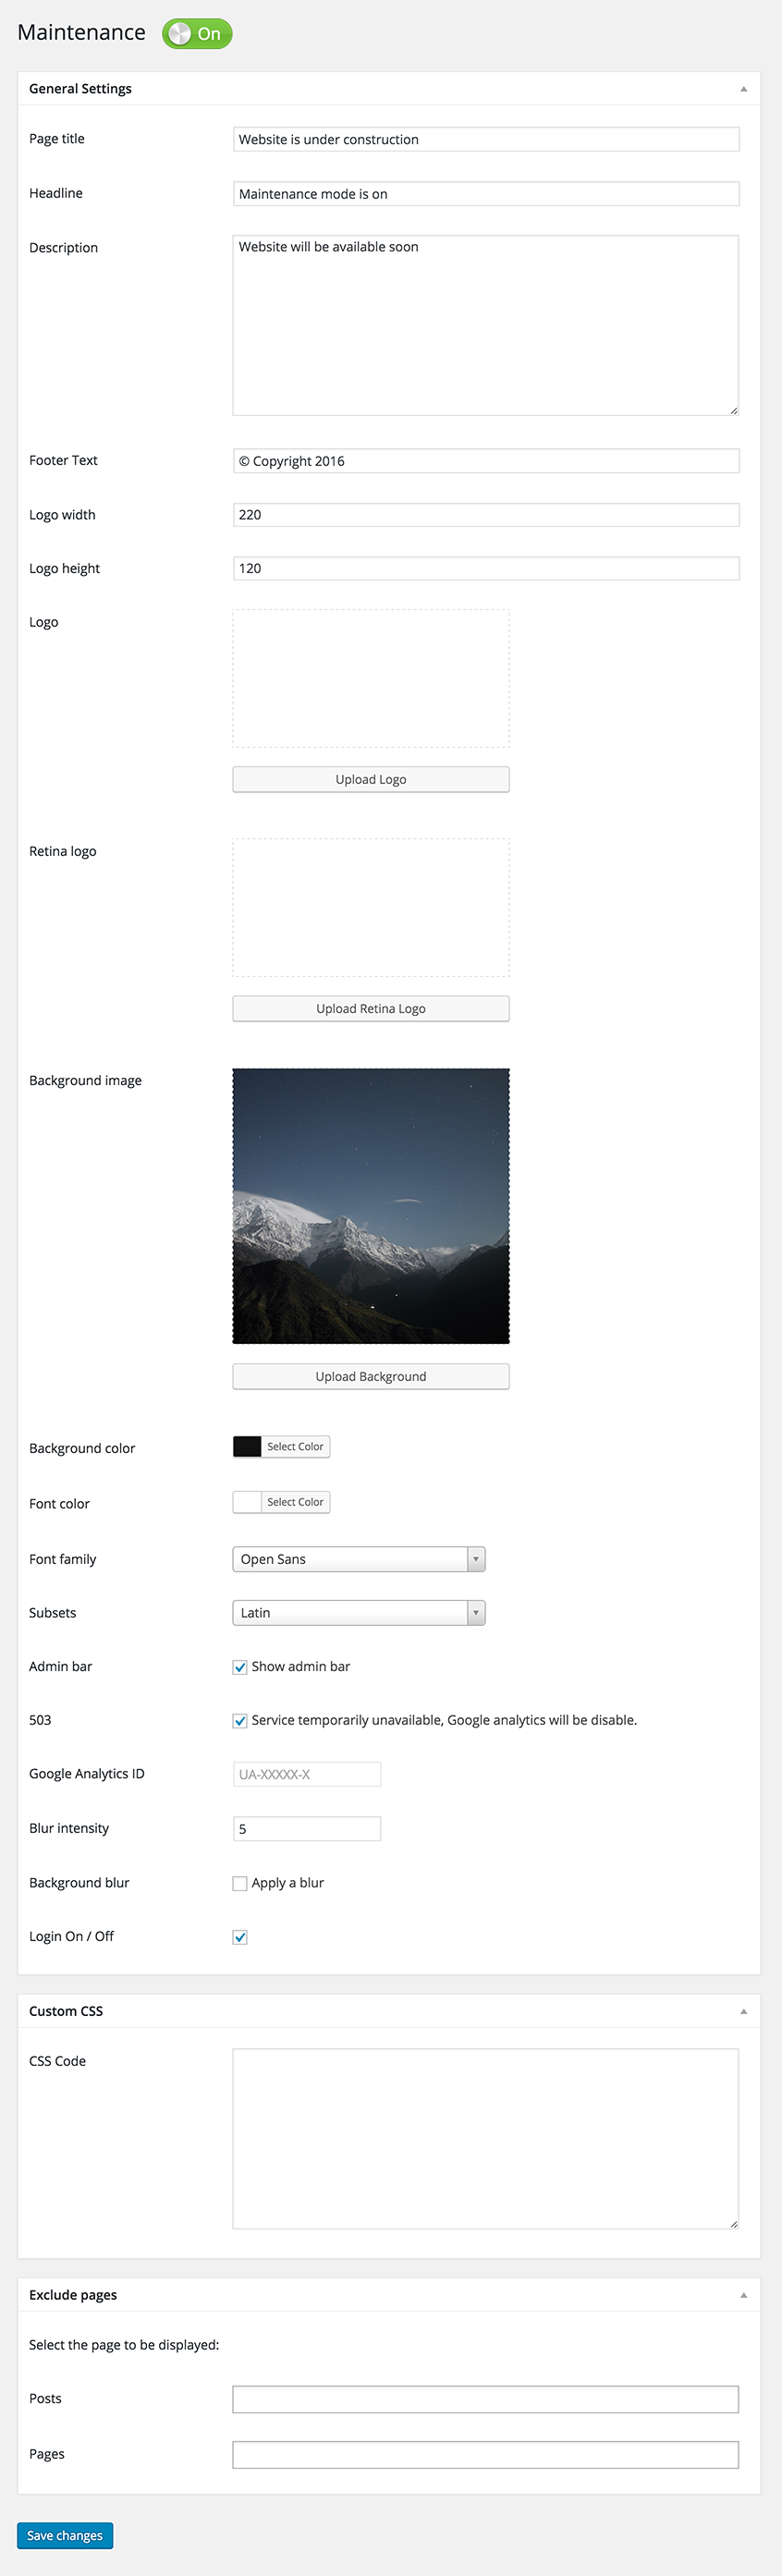 Maintenance On
General Settings
Page title Website is under construction
Headline Maintenance mode is on
Description Website will be available soon
Footer Text © Copyright 2016
Logo width 220
Logo height 120
Logo
Upload Logo
Retina logo
Upload Retina Logo
Background image
Upload Background
Background color Select Color
Font color Select Color
Font family Open Sans
Subsets Latin
Admin bar Show admin bar
503 Service temporarily unavailable, Google analytics will be disable.
Google Analytics ID UA-XXXXX-X
Blur intensity 5
Background blur Apply a blur
Login On / Off
Custom CSS
CSS Code
Exclude pages
Select the page to be displayed:
Posts
Pages
Save changes